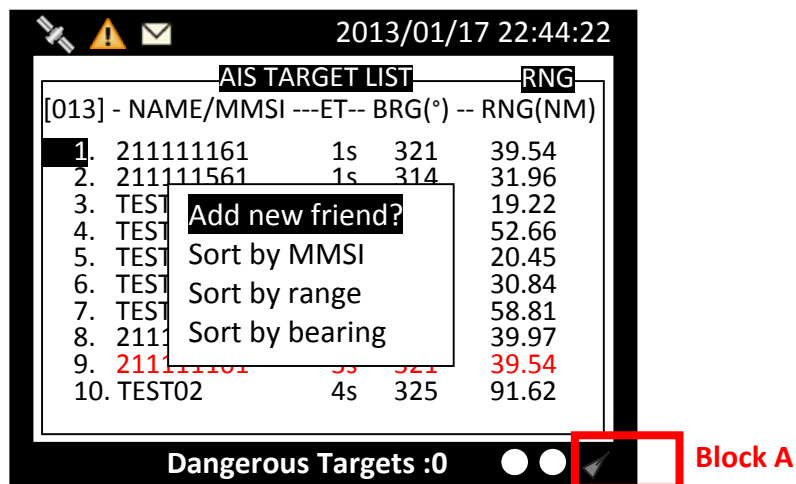 2013/01/17 22:44:22
AIS TARGET LIST RNG
[013] - NAME/MMSI ---ET-- BRG(°) -- RNG(NM)
1. 211111161 1s 321 39.54
2. 211111561 1s 314 31.96
3. TEST 19.22
4. TEST 52.66
5. TEST 20.45
6. TEST 30.84
7. TEST 58.81
8. 2111 39.97
9. 211111161 3s 321 39.54
10. TEST02 4s 325 91.62
Add new friend?
Sort by MMSI
Sort by range
Sort by bearing
Dangerous Targets :0
Block A